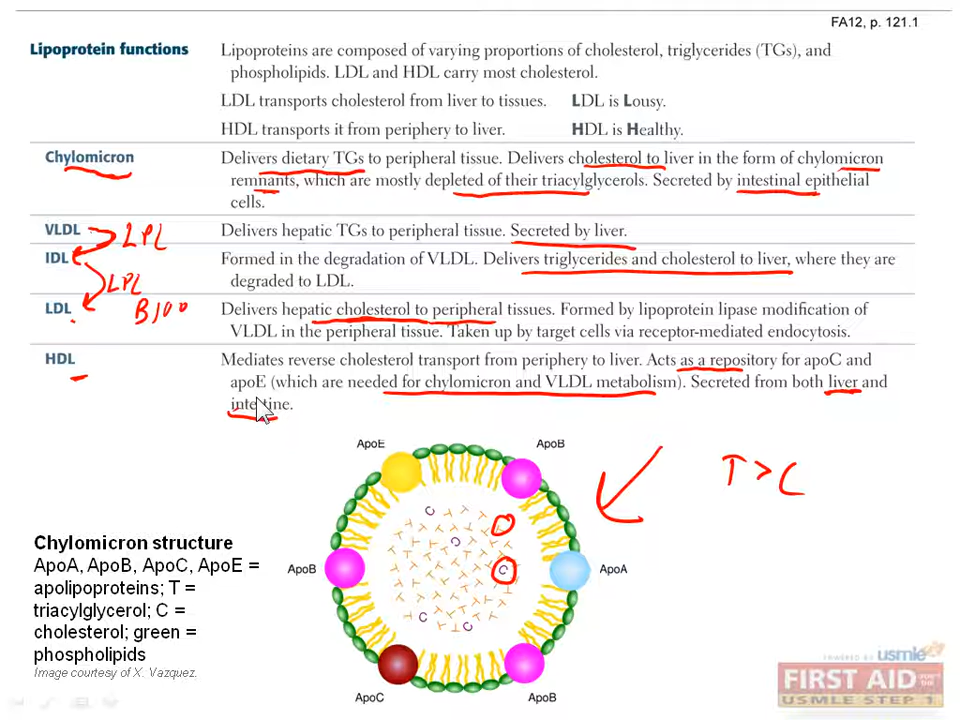 FA12, p. 121.1
Lipoprotein functions
Lipoproteins are composed of varying proportions of cholesterol, triglycerides (TGs), and
phospholipids. LDL and HDL carry most cholesterol.
LDL transports cholesterol from liver to tissues. LDL is Lousy.
HDL transports it from periphery to liver. HDL is Healthy.
Chylomicron
Delivers dietary TGs to peripheral tissue. Delivers cholesterol to liver in the form of chylomicron
remnants, which are mostly depleted of their triacylglycerols. Secreted by intestinal epithelial
cells.
VLDL
LPL
Delivers hepatic TGs to peripheral tissue. Secreted by liver.
IDL
LPL
Formed in the degradation of VLDL. Delivers triglycerides and cholesterol to liver, where they are
degraded to LDL.
LDL
B100
Delivers hepatic cholesterol to peripheral tissues. Formed by lipoprotein lipase modification of
VLDL in the peripheral tissue. Taken up by target cells via receptor-mediated endocytosis.
HDL
Mediates reverse cholesterol transport from periphery to liver. Acts as a repository for apoC and
apoE (which are needed for chylomicron and VLDL metabolism). Secreted from both liver and
intestine.
ApoE
ApoB
T>C
Chylomicron structure
ApoA, ApoB, ApoC, ApoE =
apolipoproteins; T =
triacylglycerol; C =
cholesterol; green =
phospholipids
Image courtesy of X. Vazquez.
ApoB
ApoA
C
C
C
C
C
ApoC
ApoB
POWERED BY usmle
FIRST AID FOR THE
USMLE STEP 1